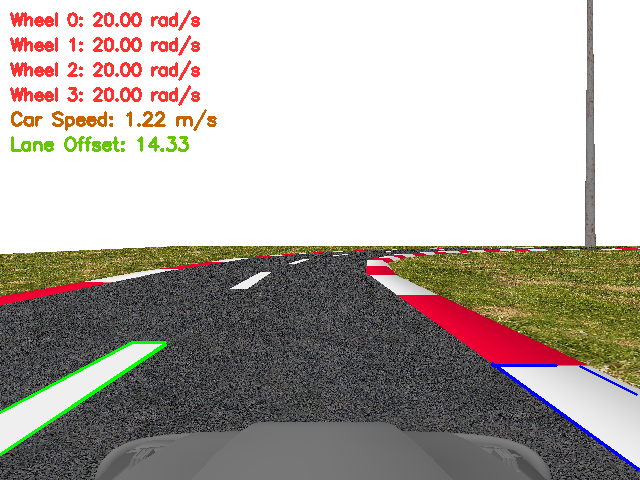 Wheel 0: 20.00 rad/s
Wheel 1: 20.00 rad/s
Wheel 2: 20.00 rad/s
Wheel 3: 20.00 rad/s
Car Speed: 1.22 m/s
Lane Offset: 14.33